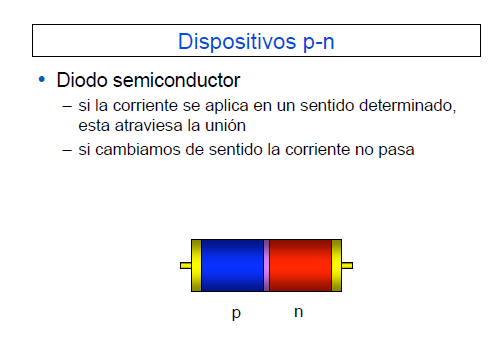 Dispositivos p-n
• Diodo semiconductor
– si la corriente se aplica en un sentido determinado,
esta atraviesa la unión
– si cambiamos de sentido la corriente no pasa
p n